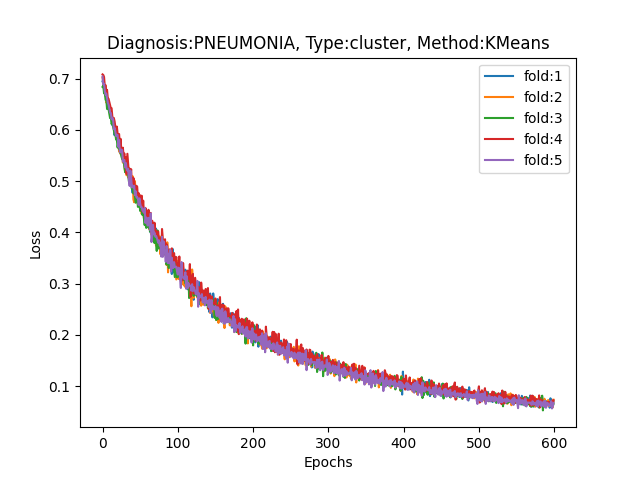 Diagnosis:PNEUMONIA, Type:cluster, Method:KMeans
fold:1
fold:2
fold:3
fold:4
fold:5
Loss
0.7
0.6
0.5
0.4
0.3
0.2
0.1
0 100 200 300 400 500 600
Epochs